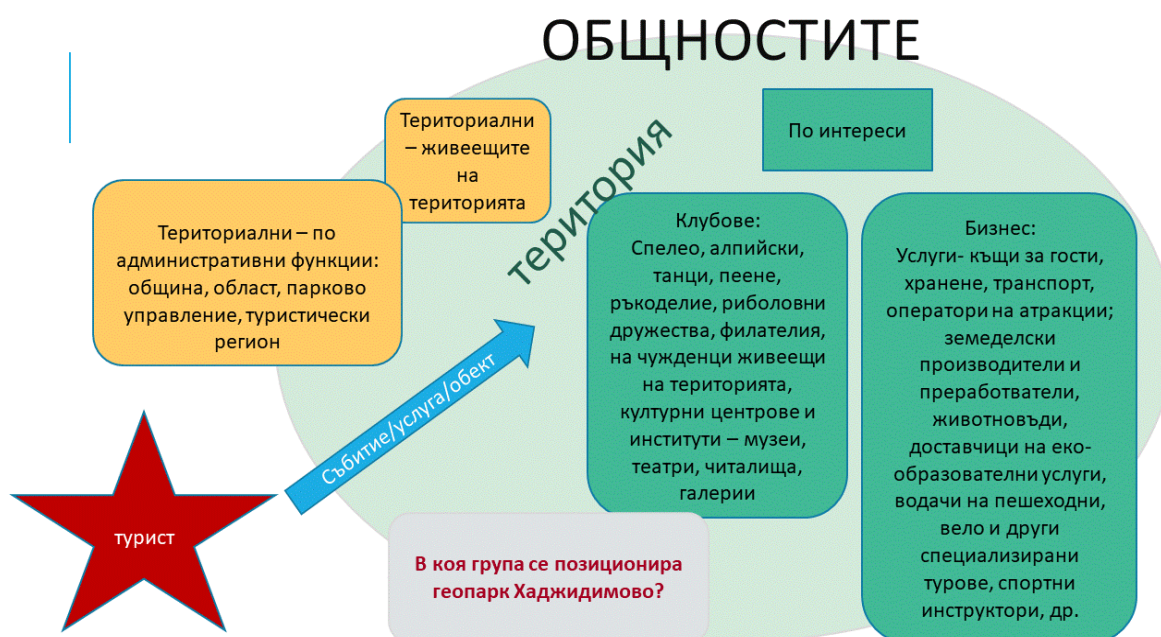 ОБЩНОСТИТЕ
Териториални
– живеещите
на
територията
Териториални – по
административни функции:
община, област, парково
управление, туристически
регион
територия
По интереси
Клубове:
Спелео, алпийски,
танци, пеене,
ръкоделие, риболовни
дружества, филателия,
на чужденци живеещи
на територията,
културни центрове и
институти – музеи,
театри, читалища,
галерии
Бизнес:
Услуги- къщи за гости,
хранене, транспорт,
оператори на атракции;
земеделски
производители и
преработватели,
животновъди,
доставчици на еко-
образователни услуги,
водачи на пешеходни,
вело и други
специализирани
турове, спортни
инструктори, др.
Събитие/услуга/обект
турист
В коя група се позиционира
геопарк Хаджидимово?